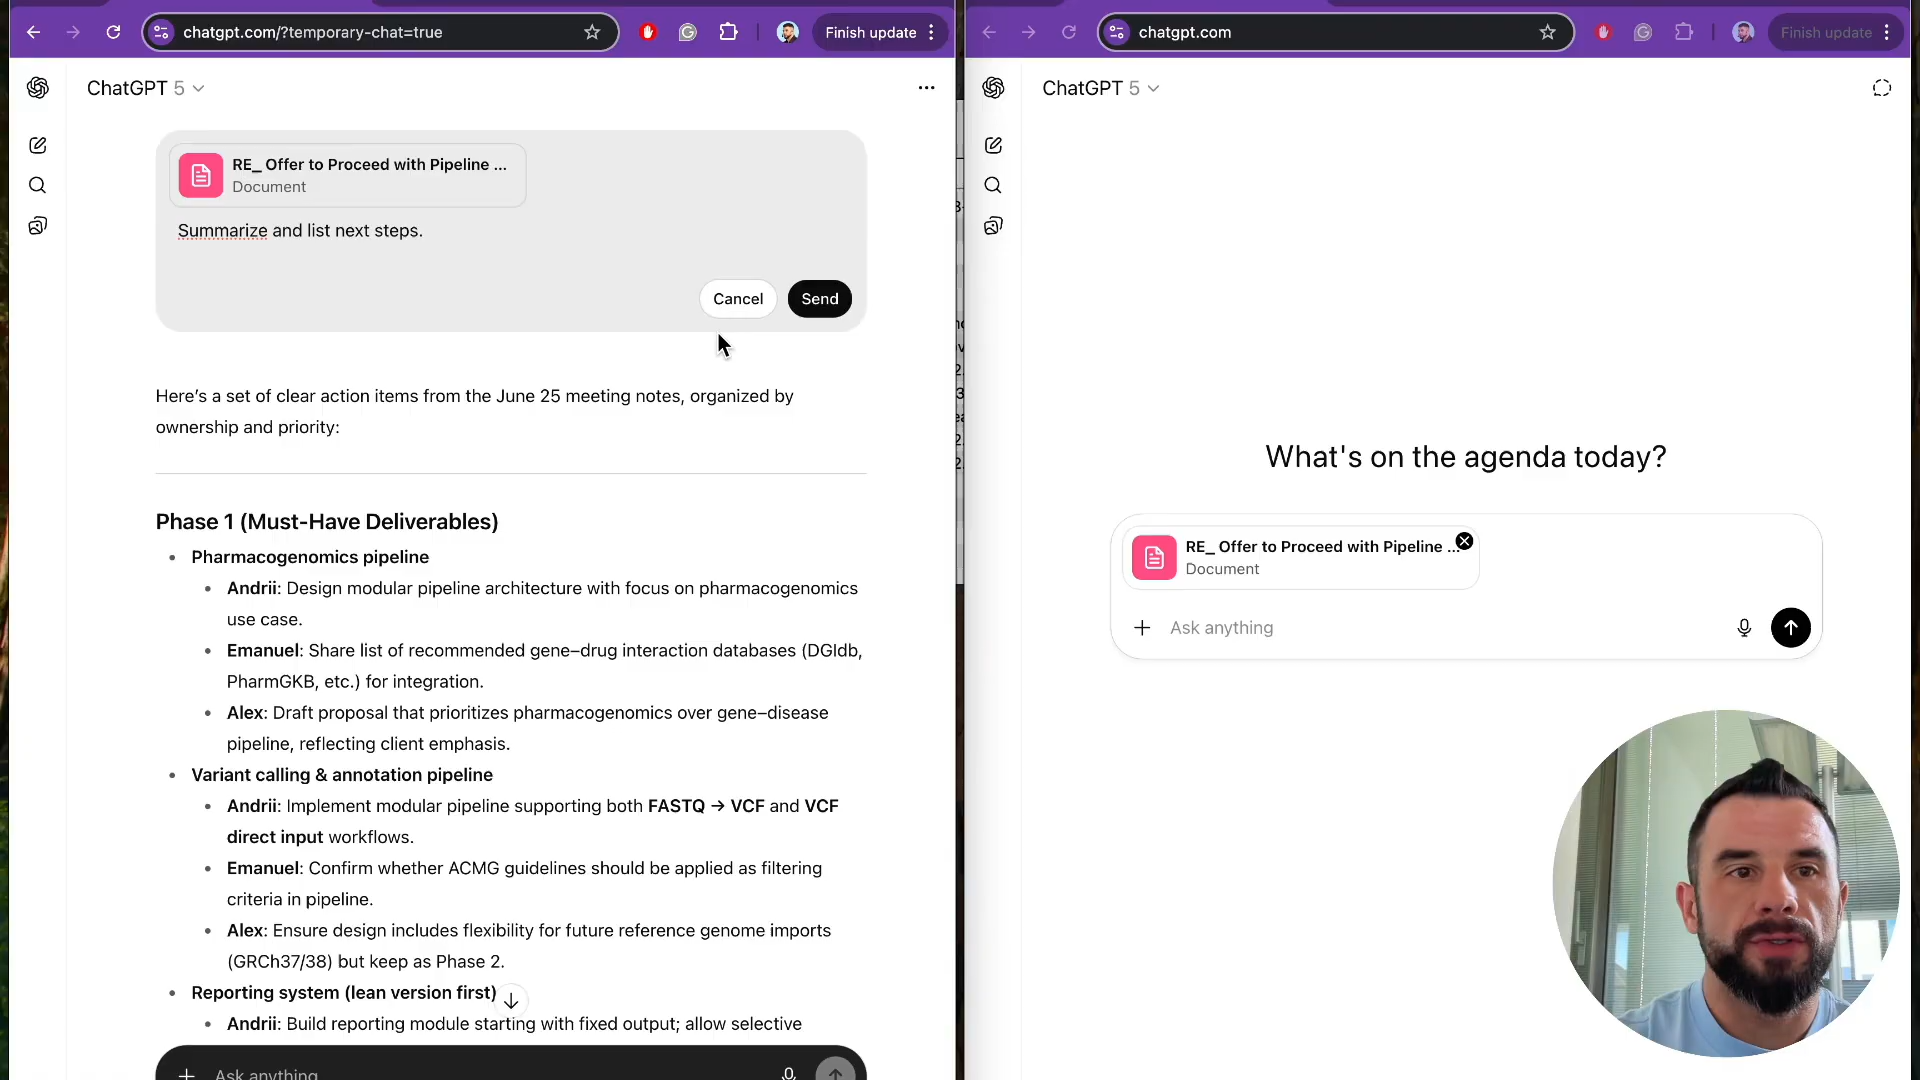 chatgpt.com/?temporary-chat=true
Finish update
ChatGPT 5
RE_ Offer to Proceed with Pipeline ...
Document
Summarize and list next steps.
Cancel
Send
Here's a set of clear action items from the June 25 meeting notes, organized by
ownership and priority:
Phase 1 (Must-Have Deliverables)
• Pharmacogenomics pipeline
• Andrii: Design modular pipeline architecture with focus on pharmacogenomics
use case.
• Emanuel: Share list of recommended gene–drug interaction databases (DGIdb,
PharmGKB, etc.) for integration.
• Alex: Draft proposal that prioritizes pharmacogenomics over gene–disease
pipeline, reflecting client emphasis.
• Variant calling & annotation pipeline
• Andrii: Implement modular pipeline supporting both FASTQ → VCF and VCF
direct input workflows.
• Emanuel: Confirm whether ACMG guidelines should be applied as filtering
criteria in pipeline.
• Alex: Ensure design includes flexibility for future reference genome imports
(GRCh37/38) but keep as Phase 2.
• Reporting system (lean version first)
• Andrii: Build reporting module starting with fixed output; allow selective
Ask anything
chatgpt.com
Finish update
ChatGPT 5
What's on the agenda today?
RE_ Offer to Proceed with Pipeline ...
Document
Ask anything